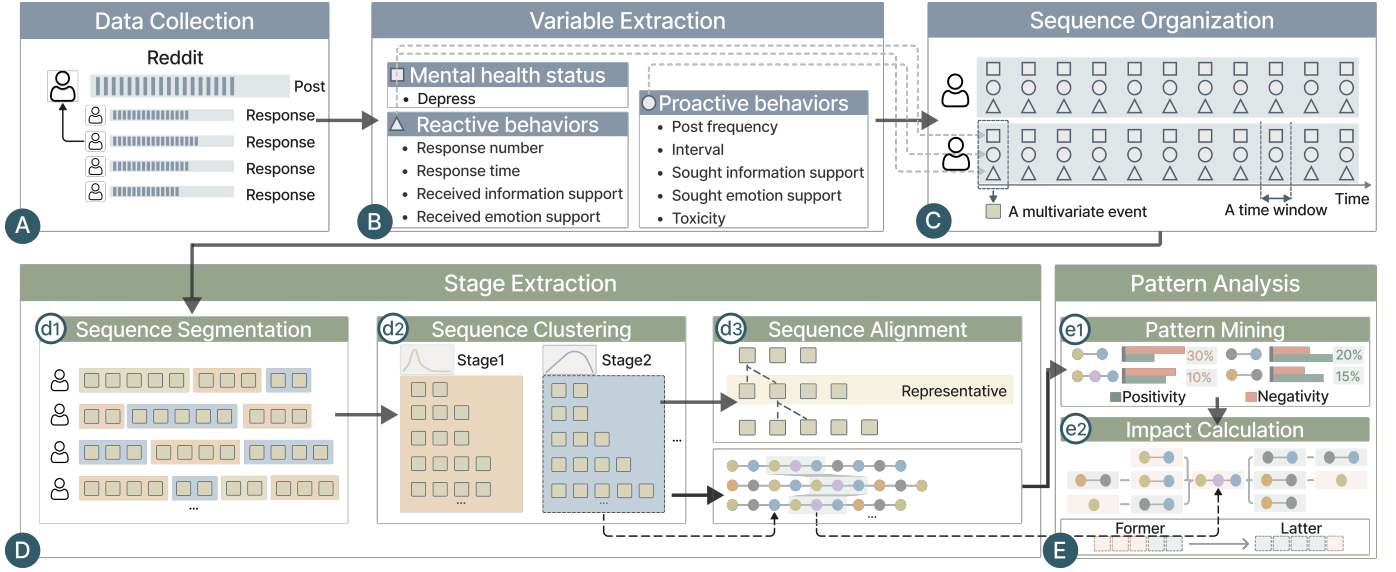 Data Collection
Reddit
Post
Response
Response
Response
Response
A
Variable Extraction
Mental health status
• Depress
Reactive behaviors
• Response number
• Response time
• Received information support
• Received emotion support
Proactive behaviors
• Post frequency
• Interval
• Sought information support
• Sought emotion support
• Toxicity
B
Sequence Organization
Time
A multivariate event
A time window
C
Stage Extraction
d1 Sequence Segmentation
...
d2 Sequence Clustering
Stage1
Stage2
...
...
...
d3 Sequence Alignment
Representative
...
D
Pattern Analysis
e1 Pattern Mining
30%
20%
10%
15%
Positivity
Negativity
e2 Impact Calculation
Former
Latter
E